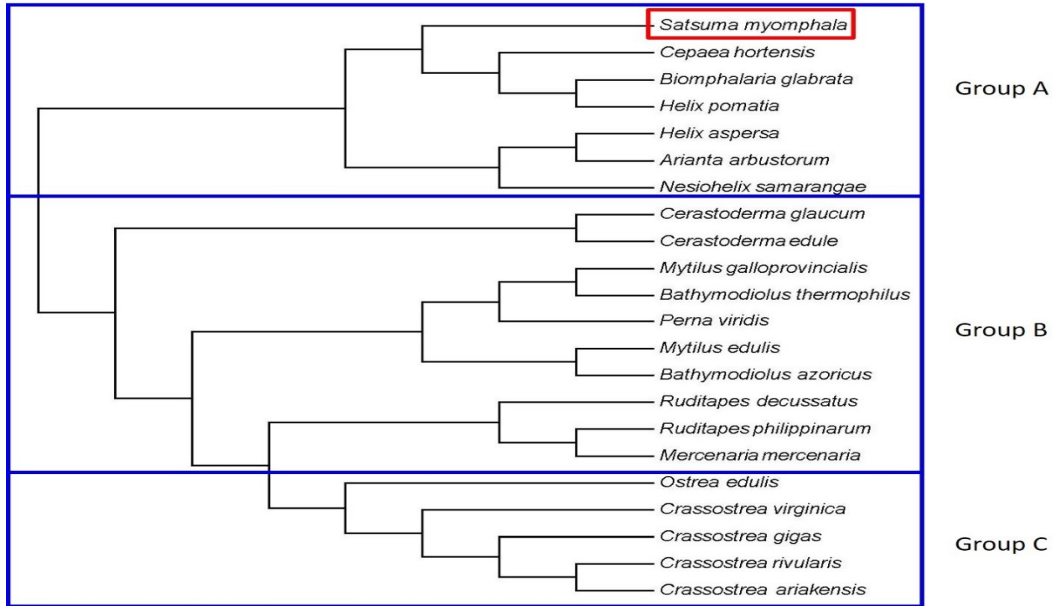 Satsuma myomphala
Cepaea hortensis
Biomphalaria glabrata
Helix pomatia
Helix aspersa
Arianta arbustorum
Nesiohelix samarangae
Group A
Cerastoderma glaucum
Cerastoderma edule
Mytilus galloprovincialis
Bathymodiolus thermophilus
Perna viridis
Mytilus edulis
Bathymodiolus azoricus
Ruditapes decussatus
Ruditapes philippinarum
Mercenaria mercenaria
Group B
Ostrea edulis
Crassostrea virginica
Crassostrea gigas
Crassostrea rivularis
Crassostrea ariakensis
Group C